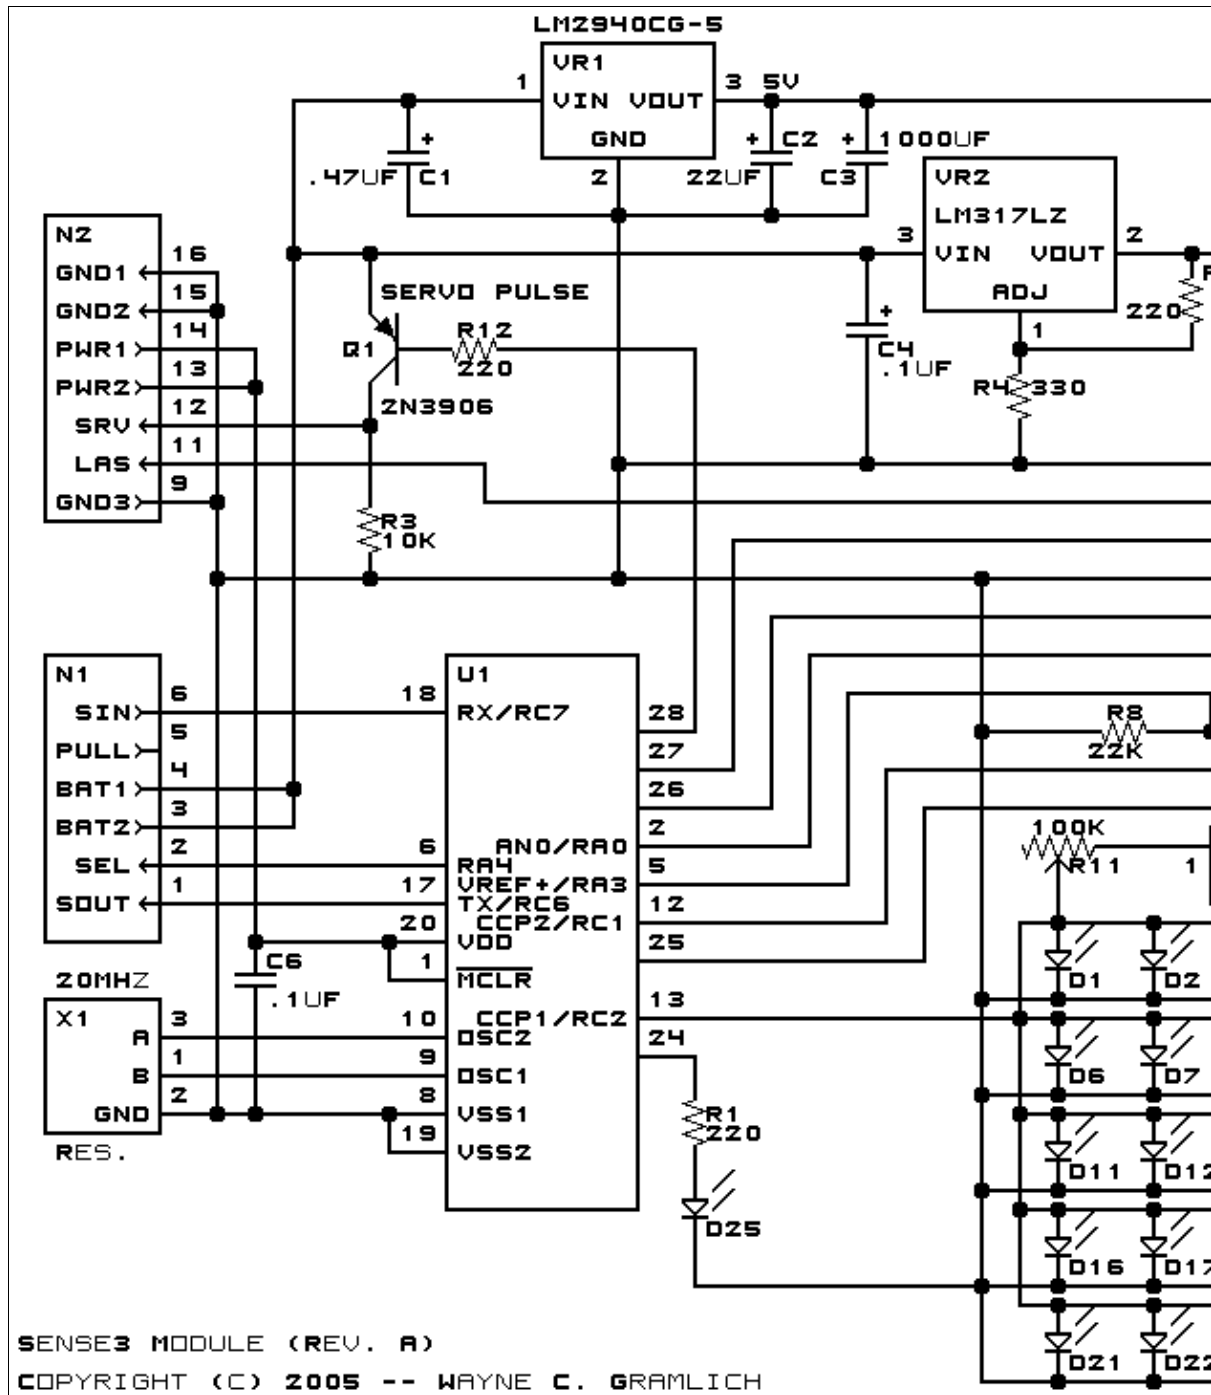 LM2940CG-5
VR1
1 VIN VOUT 3 5V
GND
2
+
.47UF C1
+ C2
22UF
+ 1000UF
C3
VR2
LM317LZ
3 VIN VOUT 2
ADJ
1
220
+
C4
.1UF
R4 330
N2
GND1 16
GND2 15
PWR1 14
PWR2 13
SRV 12
LAS 11
GND3 9
SERVO PULSE
Q1
R12
220
2N3906
R3
10K
N1
SIN 6
PULL 5
BAT1 4
BAT2 3
SEL 2
SOUT 1
U1
18 RX/RC7
28
27
26
2
AN0/RA0
6 RA4
5
VREF+/RA3
17 TX/RC6
12
CCP2/RC1
20 VDD
25
1 MCLR
13
CCP1/RC2
10 OSC2
24
9 OSC1
8 VSS1
19 VSS2
C6
.1UF
20MHZ
X1
A 3
B 1
GND 2
RES.
R8
22K
100K
R11 1
R1
220
D25
D1 D2
D6 D7
D11 D12
D16 D17
D21 D22
SENSE3 MODULE (REV. A)
COPYRIGHT (C) 2005 -- WAYNE C. GRAMLICH